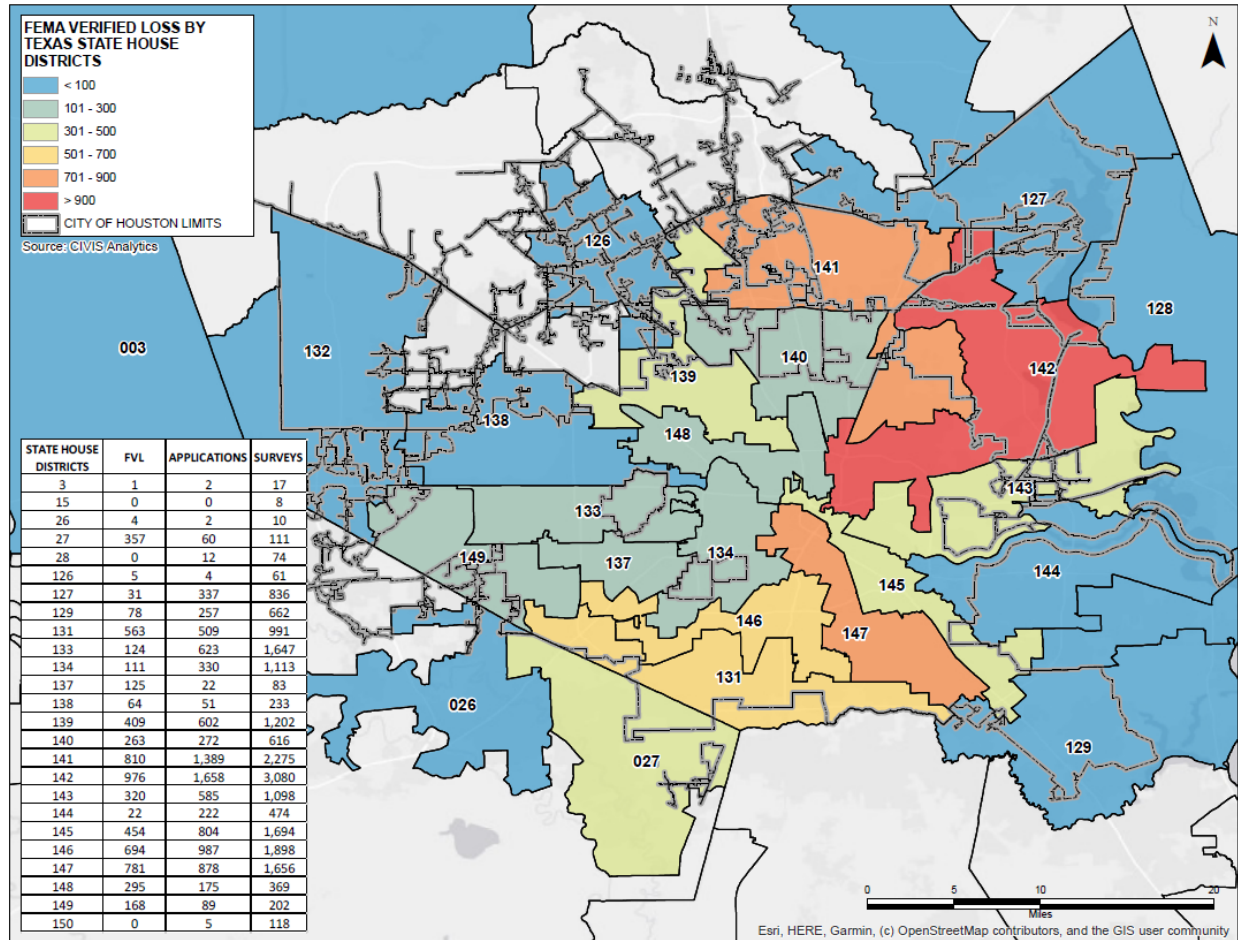 FEMA VERIFIED LOSS BY
TEXAS STATE HOUSE
DISTRICTS
< 100
101 - 300
301 - 500
501 - 700
701 - 900
> 900
CITY OF HOUSTON LIMITS
Source: CIVIS Analytics
N
127
126
141
128
003
132
140
142
139
138
148
143
133
134
149
137
144
145
146
147
131
026
027
129
STATE HOUSE DISTRICTS FVL APPLICATIONS SURVEYS
3 1 2 17
15 0 0 8
26 4 2 10
27 357 60 111
28 0 12 74
126 5 4 61
127 31 337 836
129 78 257 662
131 563 509 991
133 124 623 1,647
134 111 330 1,113
137 125 22 83
138 64 51 233
139 409 602 1,202
140 263 272 616
141 810 1,389 2,275
142 976 1,658 3,080
143 320 585 1,098
144 22 222 474
145 454 804 1,694
146 694 987 1,898
147 781 878 1,656
148 295 175 369
149 168 89 202
150 0 5 118
0 5 10 20
Miles
Esri, HERE, Garmin, (c) OpenStreetMap contributors, and the GIS user community